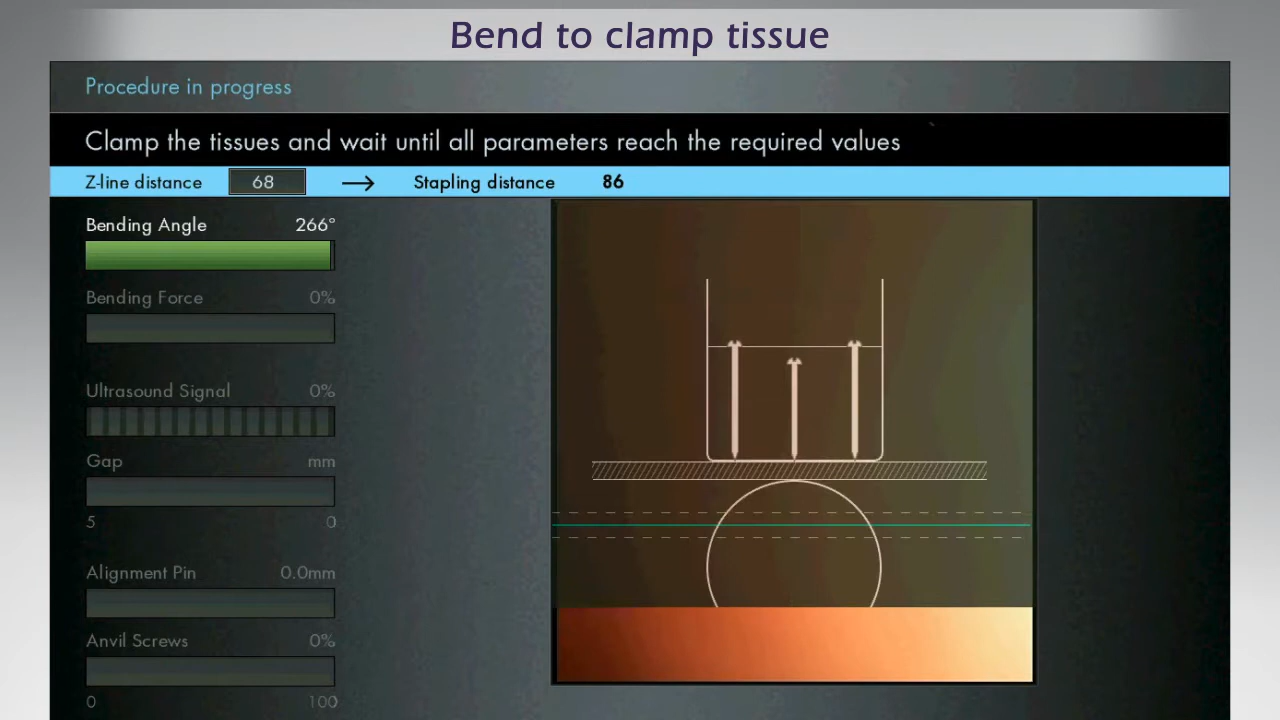 Bend to clamp tissue
Procedure in progress
Clamp the tissues and wait until all parameters reach the required values
Z-line distance 68 → Stapling distance 86
Bending Angle 266°
Bending Force 0%
Ultrasound Signal 0%
Gap mm
5 0
Alignment Pin 0.0mm
Anvil Screws 0%
0 100